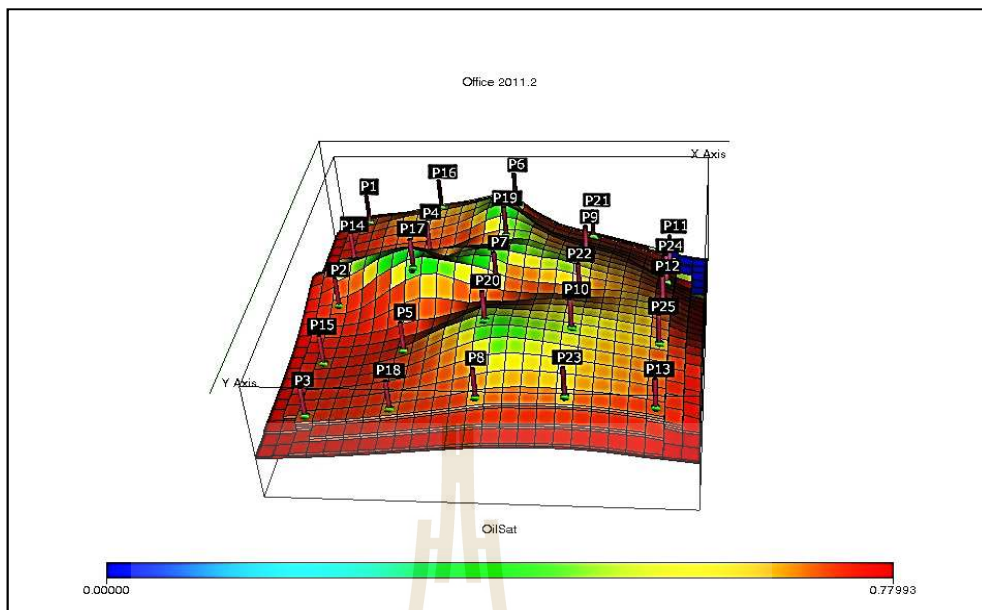 Office 2011.2
X Axis
P6
P16
P1
P19
P21
P4
P9
P14
P17
P11
P7
P24
P22
P12
P2
P20
P10
P25
P5
P15
P8
P23
P18
P13
P3
Y Axis
OilSat
0.00000 0.77993